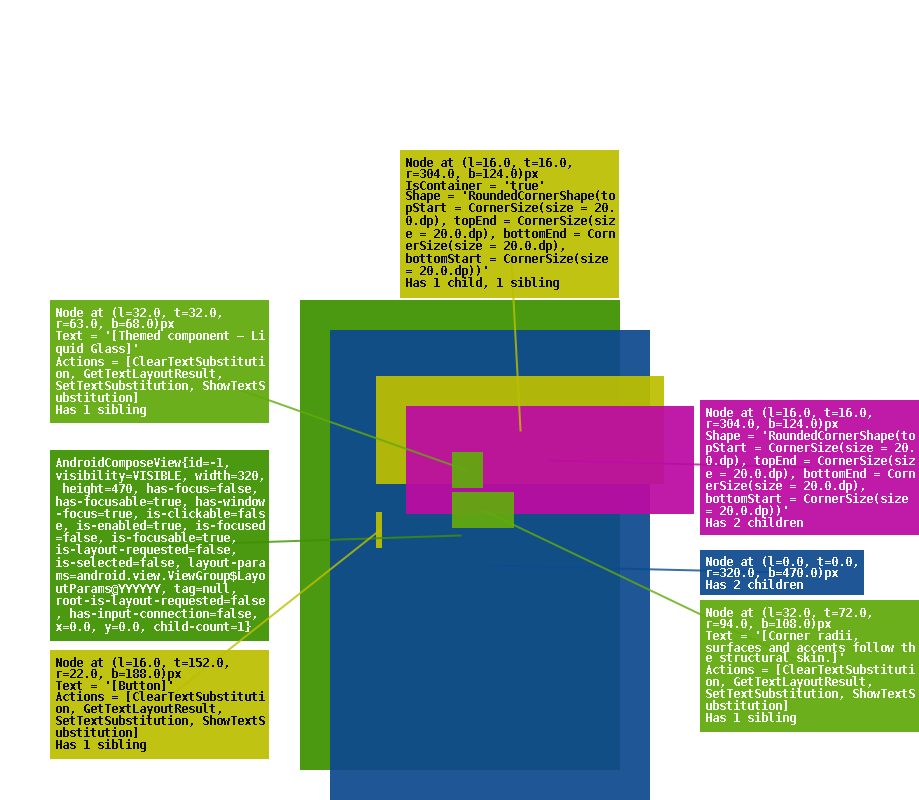 Node at (l=16.0, t=16.0,
r=304.0, b=124.0)px
IsContainer = 'true'
Shape = 'RoundedCornerShape(to
pStart = CornerSize(size = 20.
0.dp), topEnd = CornerSize(siz
e = 20.0.dp), bottomEnd = Corn
erSize(size = 20.0.dp),
bottomStart = CornerSize(size
= 20.0.dp))'
Has 1 child, 1 sibling
Node at (l=32.0, t=32.0,
r=63.0, b=68.0)px
Text = '[Themed component — Li
quid Glass]'
Actions = [ClearTextSubstituti
on, GetTextLayoutResult,
SetTextSubstitution, ShowTextS
ubstitution]
Has 1 sibling
AndroidComposeView{id=-1,
visibility=VISIBLE, width=320,
height=470, has-focus=false,
has-focusable=true, has-window
-focus=true, is-clickable=fals
e, is-enabled=true, is-focused
=false, is-focusable=true,
is-layout-requested=false,
is-selected=false, layout-para
ms=android.view.ViewGroup$Layo
utParams@YYYYYY, tag=null,
root-is-layout-requested=false
, has-input-connection=false,
x=0.0, y=0.0, child-count=1}
Node at (l=16.0, t=152.0,
r=22.0, b=188.0)px
Text = '[Button]'
Actions = [ClearTextSubstituti
on, GetTextLayoutResult,
SetTextSubstitution, ShowTextS
ubstitution]
Has 1 sibling
Node at (l=16.0, t=16.0,
r=304.0, b=124.0)px
Shape = 'RoundedCornerShape(to
pStart = CornerSize(size = 20.
0.dp), topEnd = CornerSize(siz
e = 20.0.dp), bottomEnd = Corn
erSize(size = 20.0.dp),
bottomStart = CornerSize(size
= 20.0.dp))'
Has 2 children
Node at (l=0.0, t=0.0,
r=320.0, b=470.0)px
Has 2 children
Node at (l=32.0, t=72.0,
r=94.0, b=108.0)px
Text = '[Corner radii,
surfaces and accents follow th
e structural skin.]'
Actions = [ClearTextSubstituti
on, GetTextLayoutResult,
SetTextSubstitution, ShowTextS
ubstitution]
Has 1 sibling